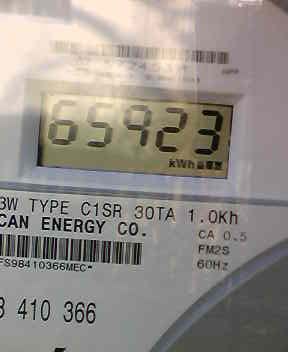 65923
kWh
3W TYPE C1SR 30TA 1.0Kh
CAN ENERGY CO.
CA 0.5
FM2S
60Hz
FS98410366MEC
3 410 366